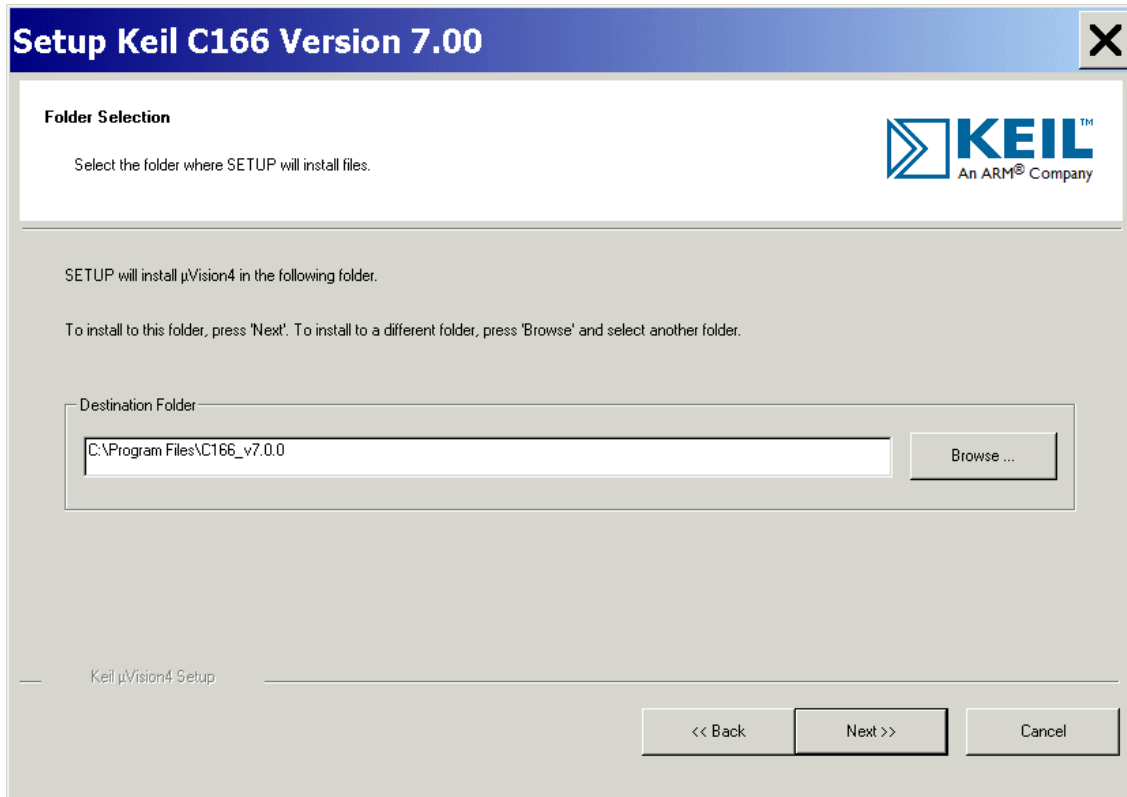 Setup Keil C166 Version 7.00
Folder Selection
Select the folder where SETUP will install files.
KEIL™
An ARM® Company
SETUP will install µVision4 in the following folder.
To install to this folder, press 'Next'. To install to a different folder, press 'Browse' and select another folder.
Destination Folder
C:\Program Files\C166_v7.0.0
Browse ...
Keil µVision4 Setup
<< Back
Next >>
Cancel